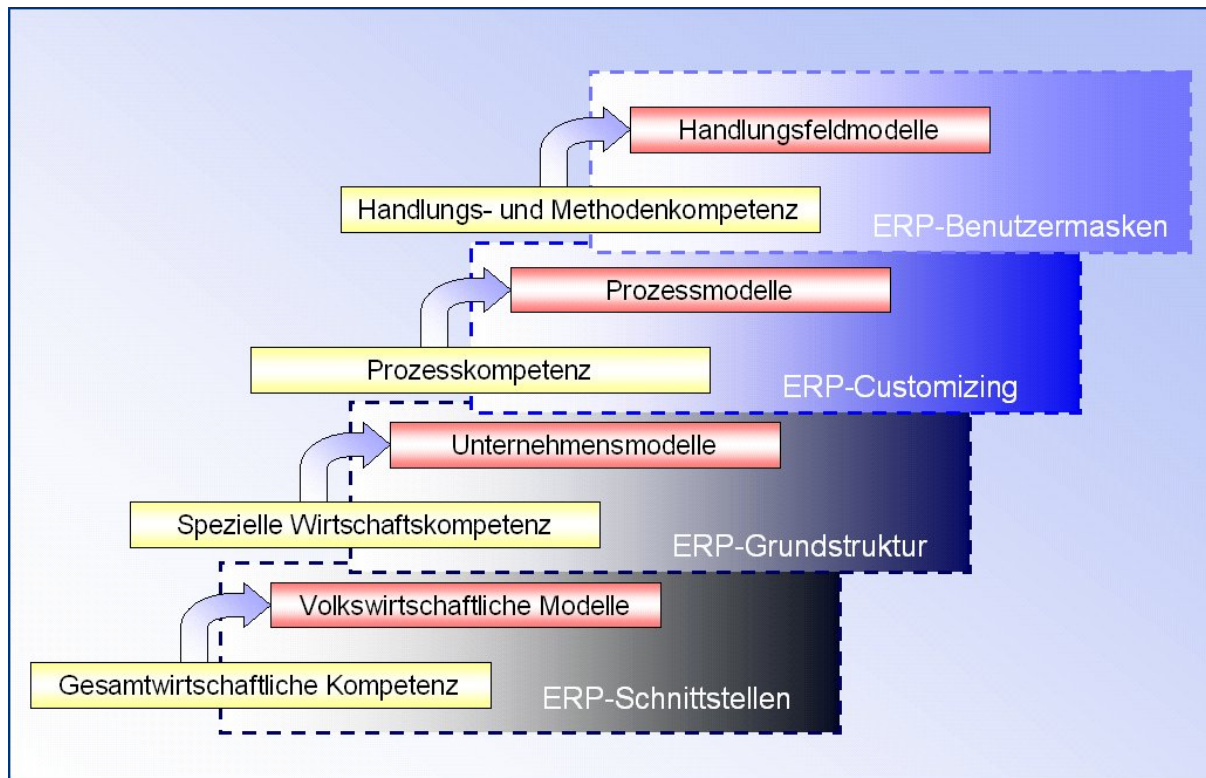 Handlungsfeldmodelle
Handlungs- und Methodenkompetenz
ERP-Benutzermasken
Prozessmodelle
Prozesskompetenz
ERP-Customizing
Unternehmensmodelle
Spezielle Wirtschaftskompetenz
ERP-Grundstruktur
Volkswirtschaftliche Modelle
Gesamtwirtschaftliche Kompetenz
ERP-Schnittstellen